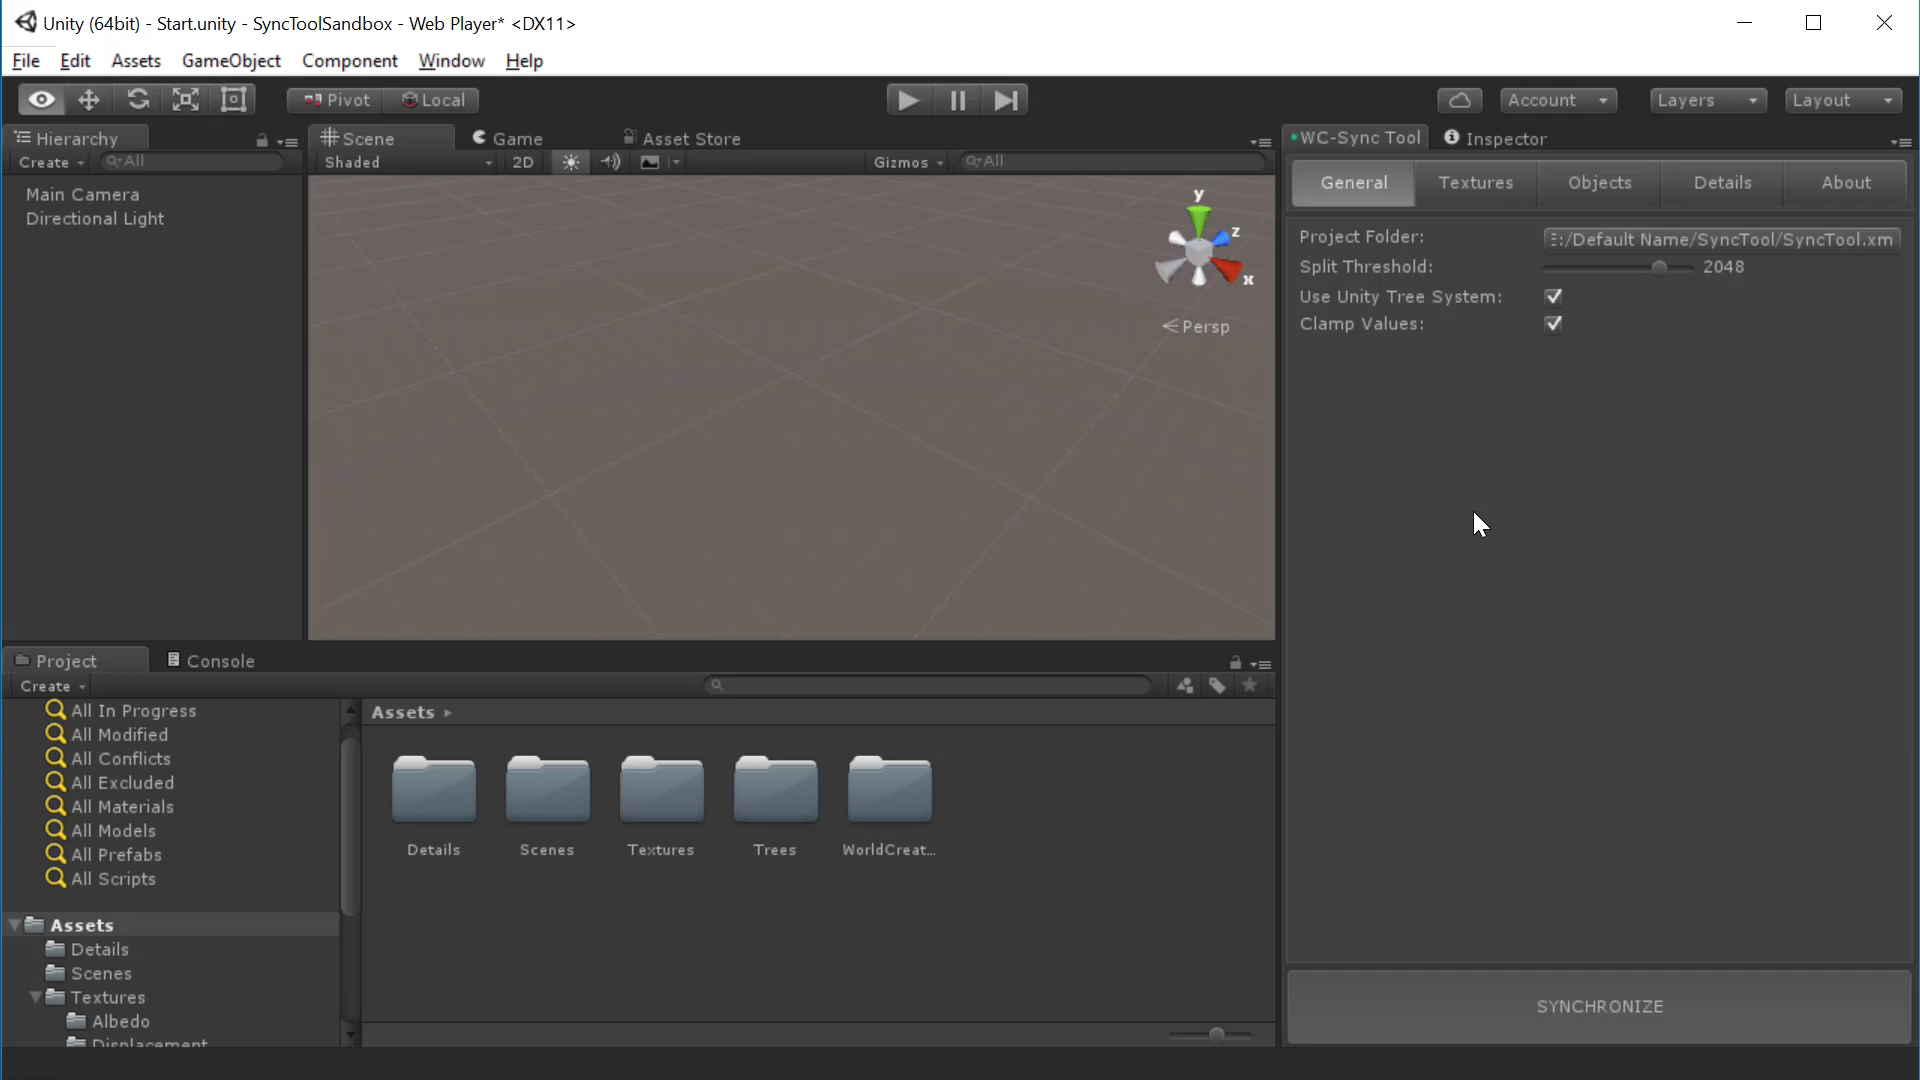 Unity (64bit) - Start.unity - SyncToolSandbox - Web Player* <DX11>
File Edit Assets GameObject Component Window Help
Pivot Local Account Layers Layout
Hierarchy
Create All
Main Camera
Directional Light
Scene Game Asset Store
Shaded 2D Gizmos All
y
z
x
Persp
WC-Sync Tool Inspector
General Textures Objects Details About
Project Folder: E:/Default Name/SyncTool/SyncTool.xm
Split Threshold: 2048
Use Unity Tree System:
Clamp Values:
SYNCHRONIZE
Project Console
Create
All In Progress
All Modified
All Conflicts
All Excluded
All Materials
All Models
All Prefabs
All Scripts
Assets
Details
Scenes
Textures
Albedo
Displacement
Assets
Details Scenes Textures Trees WorldCreat...